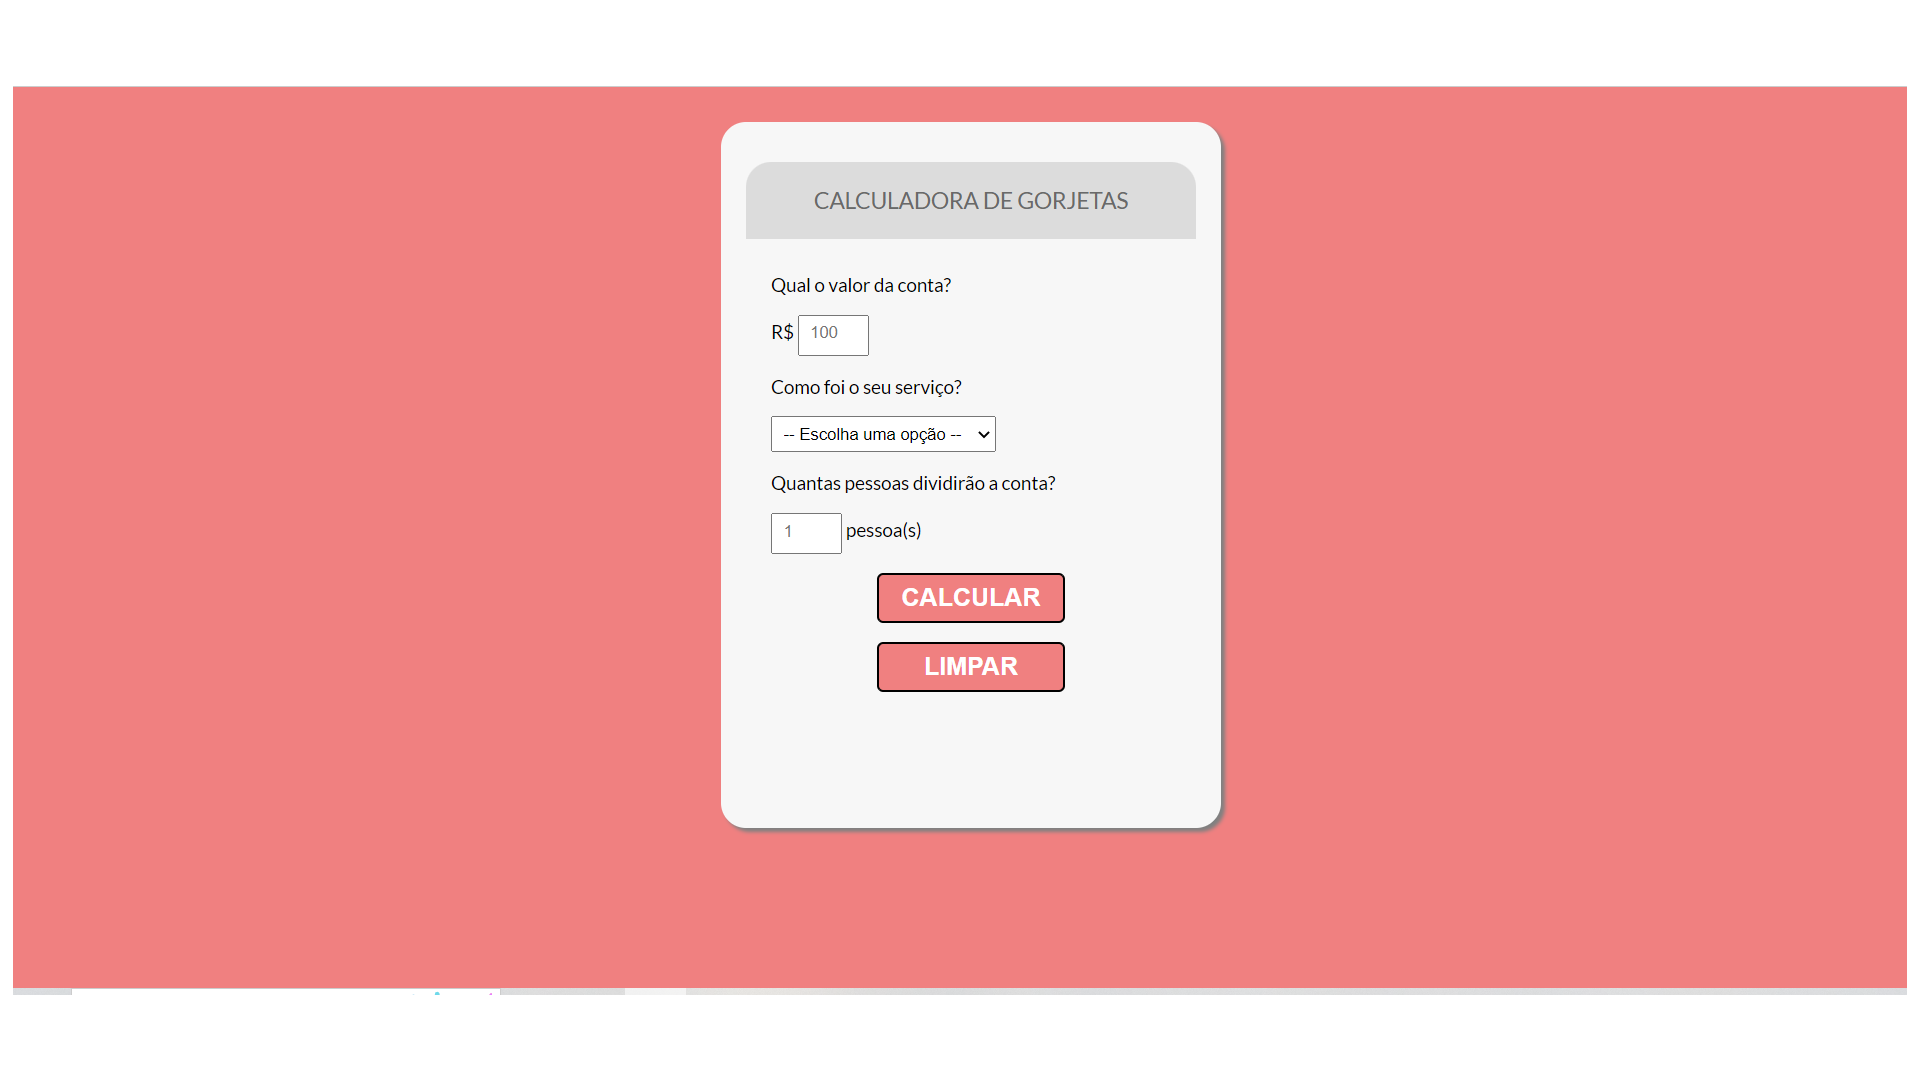 CALCULADORA DE GORJETAS
Qual o valor da conta?
R$ 100
Como foi o seu serviço?
-- Escolha uma opção --
Quantas pessoas dividirão a conta?
1 pessoa(s)
CALCULAR
LIMPAR